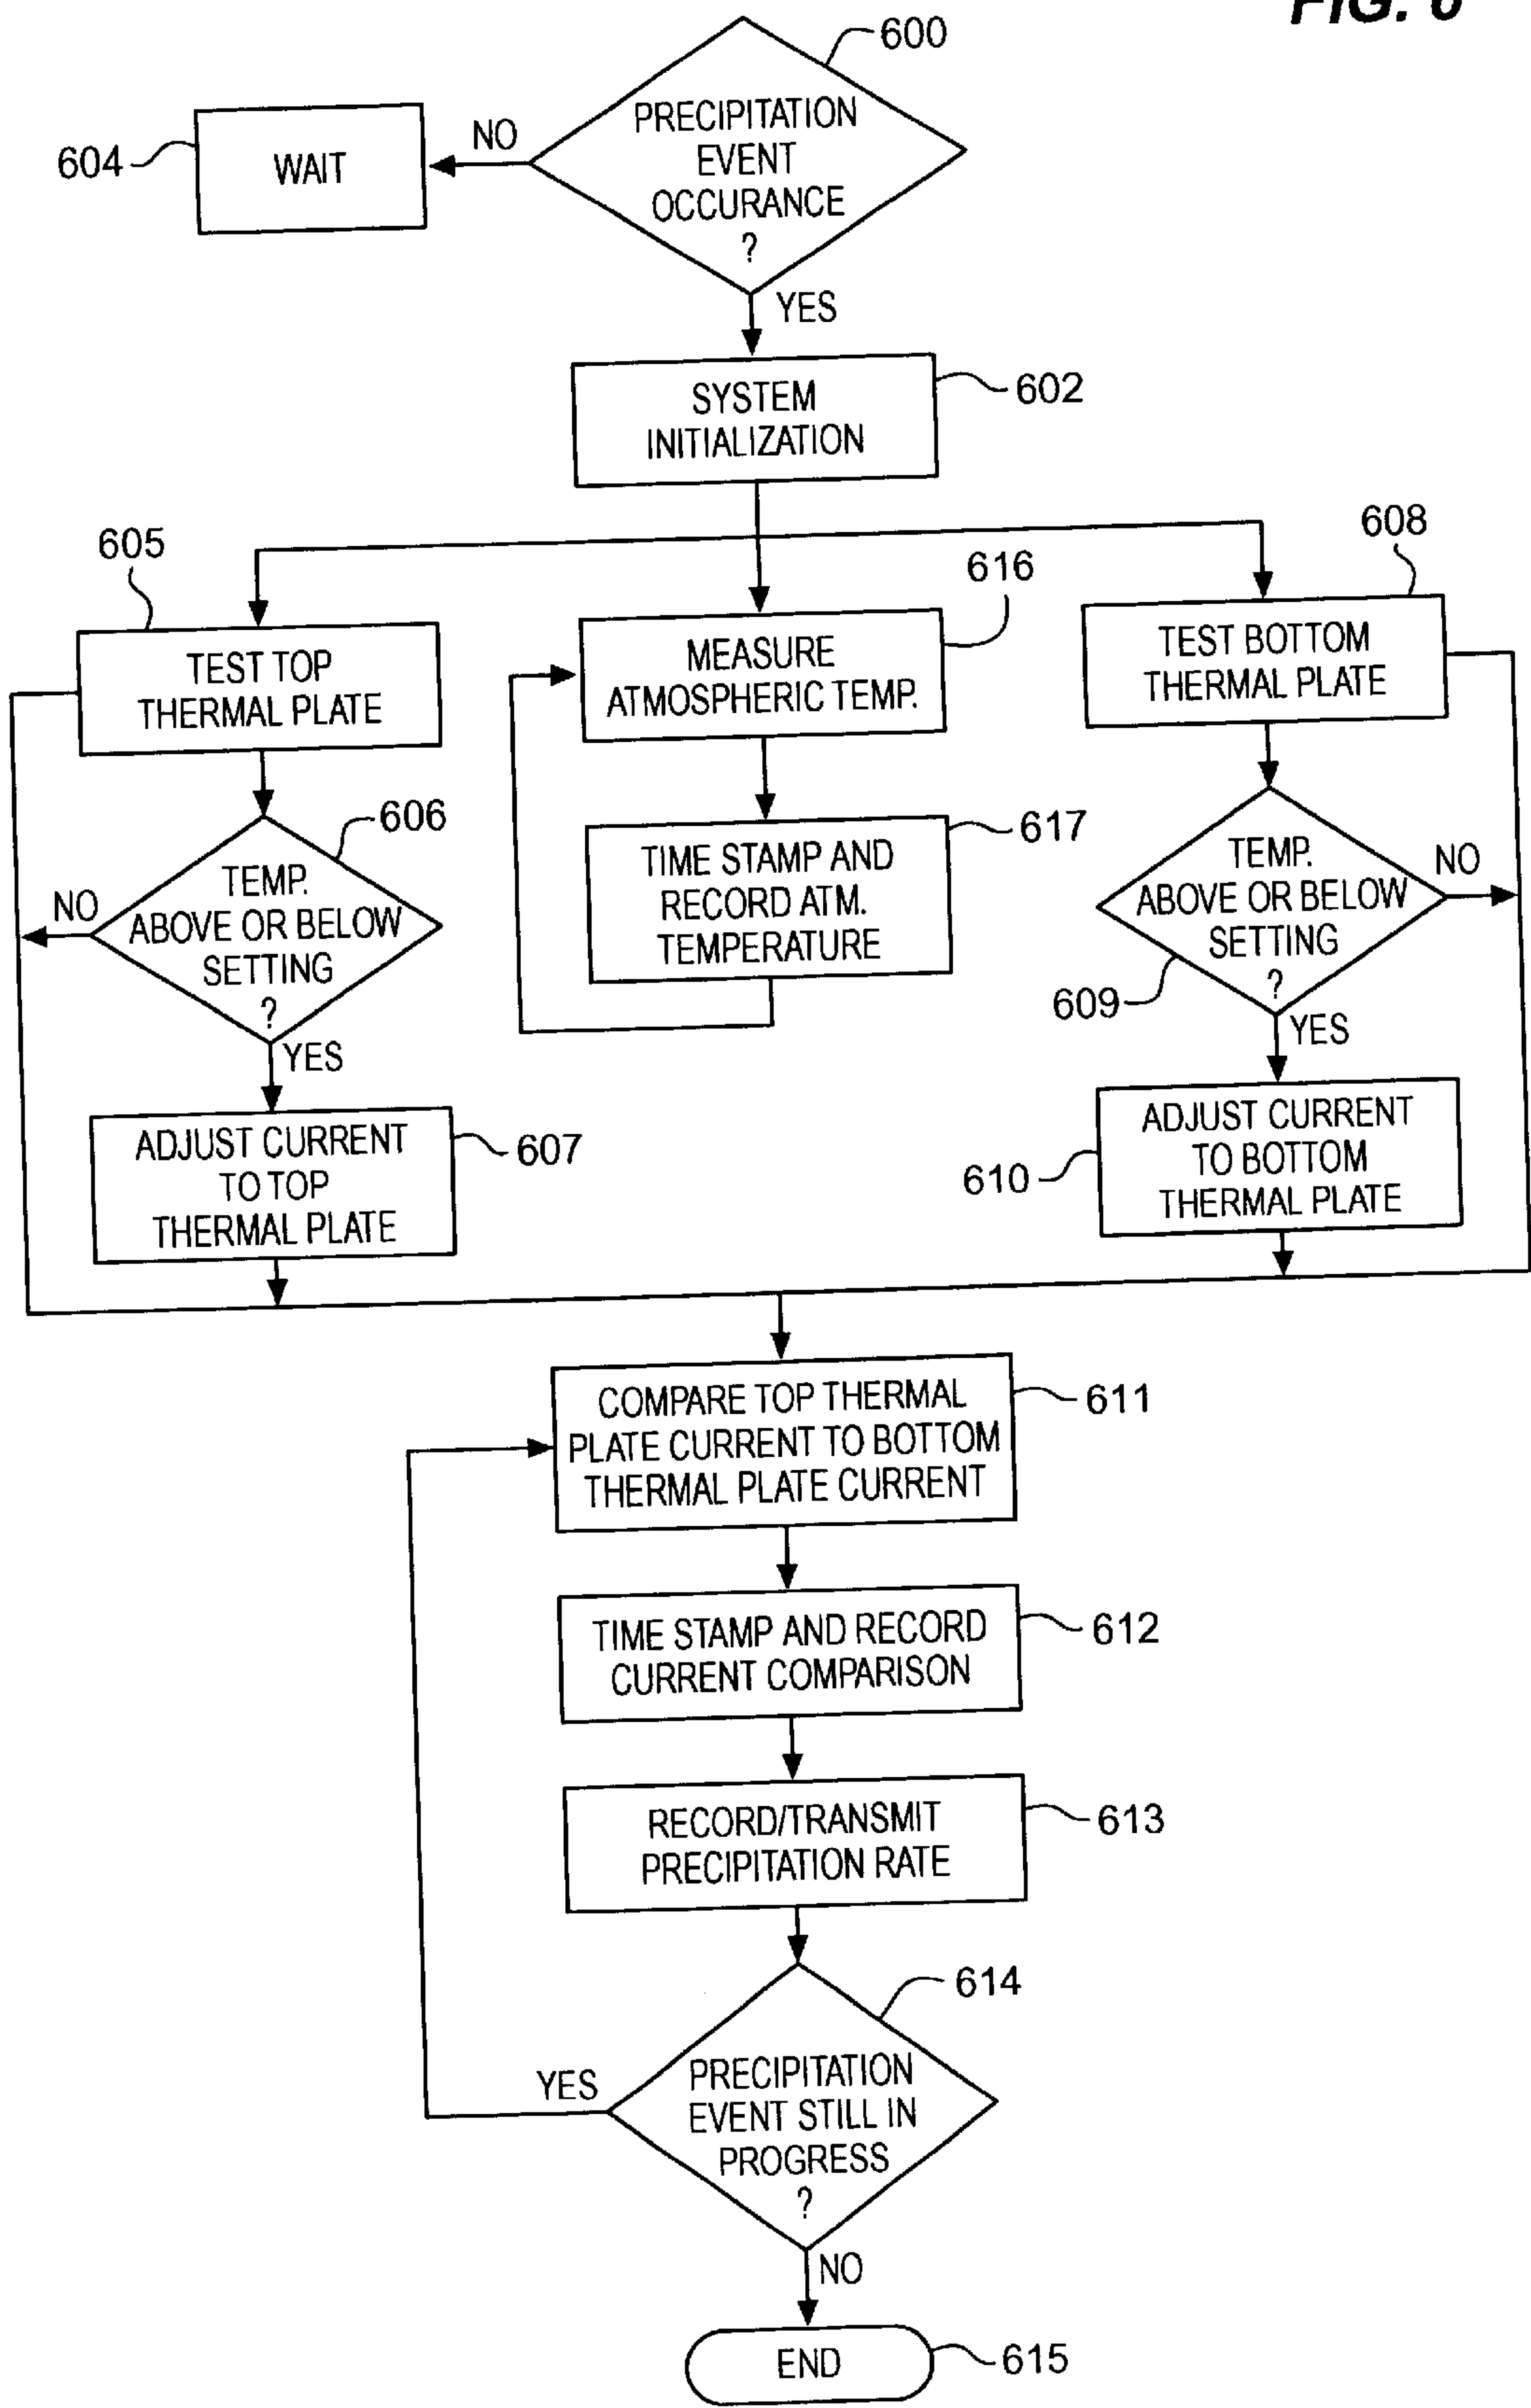 FIG. 6
600
PRECIPITATION
EVENT
OCCURANCE
?
NO
604
WAIT
YES
602
SYSTEM
INITIALIZATION
605
TEST TOP
THERMAL PLATE
616
MEASURE
ATMOSPHERIC TEMP.
608
TEST BOTTOM
THERMAL PLATE
606
TEMP.
ABOVE OR BELOW
SETTING
?
NO
YES
617
TIME STAMP AND
RECORD ATM.
TEMPERATURE
TEMP.
ABOVE OR BELOW
SETTING
?
NO
609
YES
ADJUST CURRENT
TO TOP
THERMAL PLATE
607
610
ADJUST CURRENT
TO BOTTOM
THERMAL PLATE
COMPARE TOP THERMAL
PLATE CURRENT TO BOTTOM
THERMAL PLATE CURRENT
611
TIME STAMP AND RECORD
CURRENT COMPARISON
612
RECORD/TRANSMIT
PRECIPITATION RATE
613
614
PRECIPITATION
EVENT STILL IN
PROGRESS
?
YES
NO
END
615